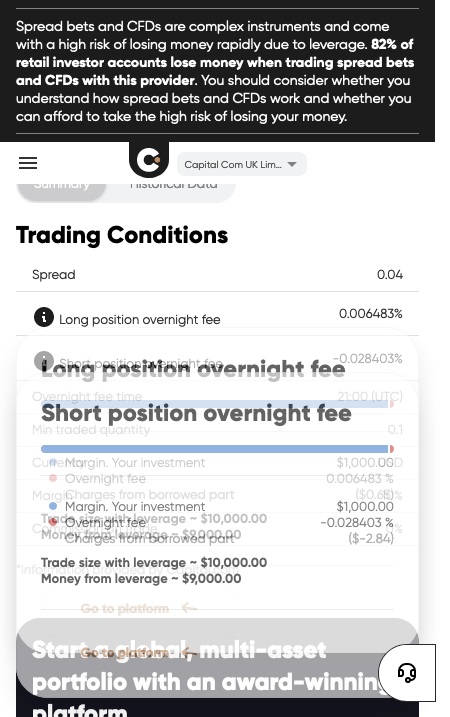 Spread bets and CFDs are complex instruments and come
with a high risk of losing money rapidly due to leverage. 82% of
retail investor accounts lose money when trading spread bets
and CFDs with this provider. You should consider whether you
understand how spread bets and CFDs work and whether you
can afford to take the high risk of losing your money.
Capital Com UK Lim...
Summary Historical Data
Trading Conditions
Spread 0.04
Long position overnight fee 0.006483%
Short position overnight fee -0.028403%
Long position overnight fee
Overnight fee time 21:00 (UTC)
Short position overnight fee
Min traded quantity 0.1
Margin. Your investment $1,000.00
Overnight fee 0.006483 %
Charges from borrowed part
Margin. Your investment $1,000.00
Trade size with leverage ~ $10,000.00
Overnight fee -0.028403 %
Money from leverage ~ $9,000.00
Charges from borrowed part ($-2.84)
Trade size with leverage ~ $10,000.00
Money from leverage ~ $9,000.00
Go to platform
Start a global, multi-asset
Go to platform
portfolio with an award-winning
platform